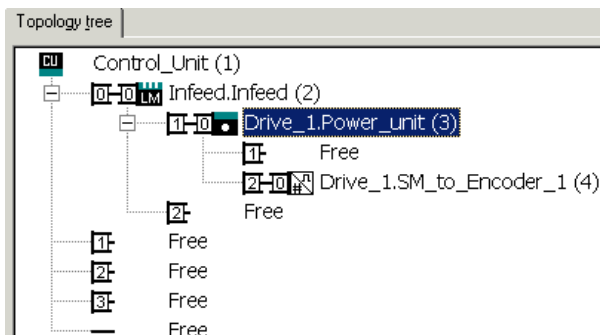 Topology tree
CU Control_Unit (1)
0 0 LM Infeed.Infeed (2)
1 0 Drive_1.Power_unit (3)
1 Free
2 0 # Drive_1.SM_to_Encoder_1 (4)
2 Free
1 Free
2 Free
3 Free
Free